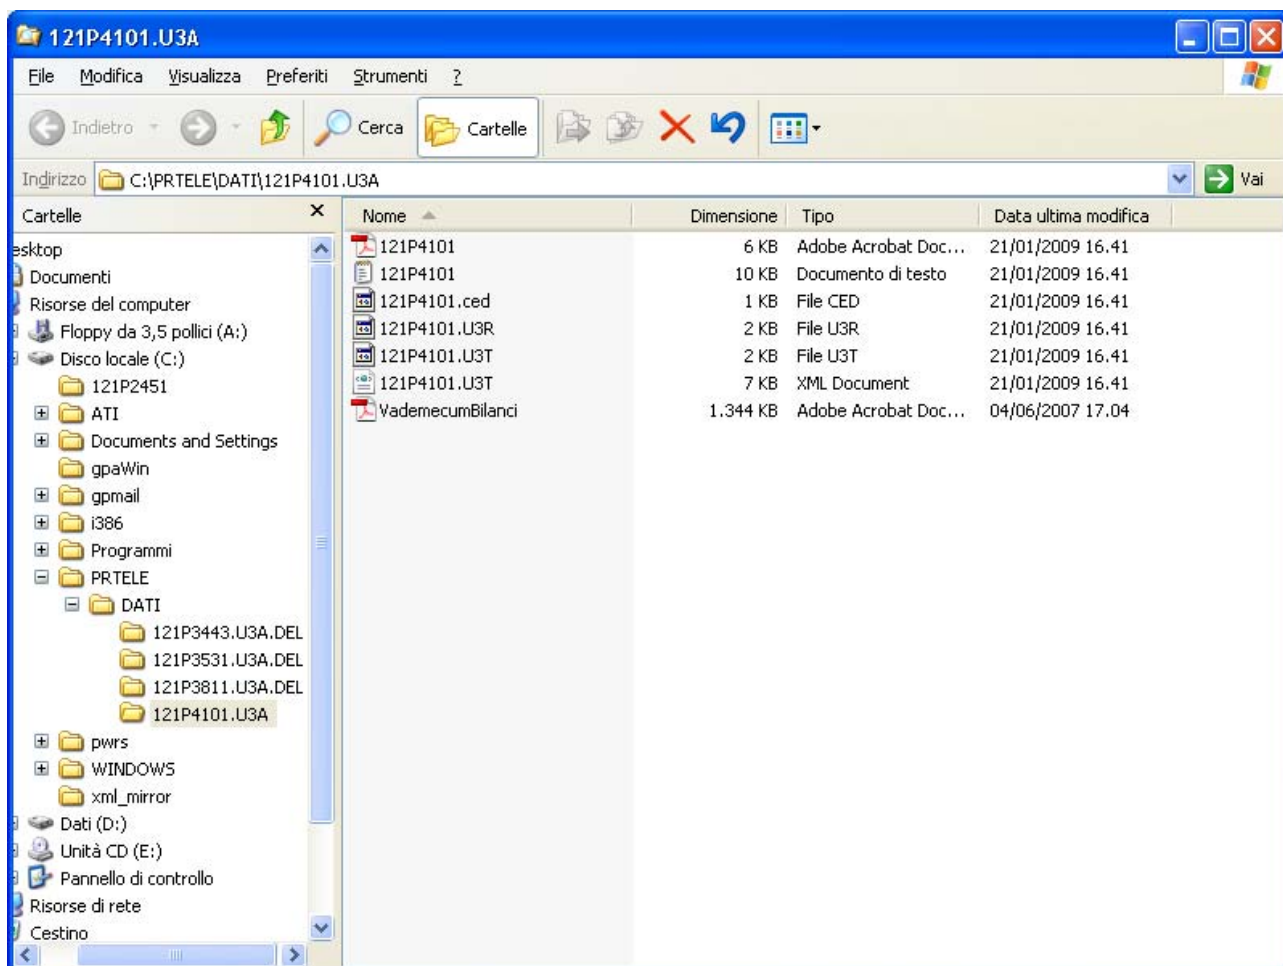 121P4101.U3A
File Modifica Visualizza Preferiti Strumenti ?
Indietro Cerca Cartelle
Indirizzo C:\PRTELE\DATI\121P4101.U3A Vai
Cartelle
esktop
Documenti
Risorse del computer
Floppy da 3,5 pollici (A:)
Disco locale (C:)
121P2451
ATI
Documents and Settings
gpaWin
gpmail
i386
Programmi
PRTELE
DATI
121P3443.U3A.DEL
121P3531.U3A.DEL
121P3811.U3A.DEL
121P4101.U3A
pwrs
WINDOWS
xml_mirror
Dati (D:)
Unità CD (E:)
Pannello di controllo
Risorse di rete
Cestino
Nome Dimensione Tipo Data ultima modifica
121P4101 6 KB Adobe Acrobat Doc... 21/01/2009 16.41
121P4101 10 KB Documento di testo 21/01/2009 16.41
121P4101.ced 1 KB File CED 21/01/2009 16.41
121P4101.U3R 2 KB File U3R 21/01/2009 16.41
121P4101.U3T 2 KB File U3T 21/01/2009 16.41
121P4101.U3T 7 KB XML Document 21/01/2009 16.41
VademecumBilanci 1.344 KB Adobe Acrobat Doc... 04/06/2007 17.04